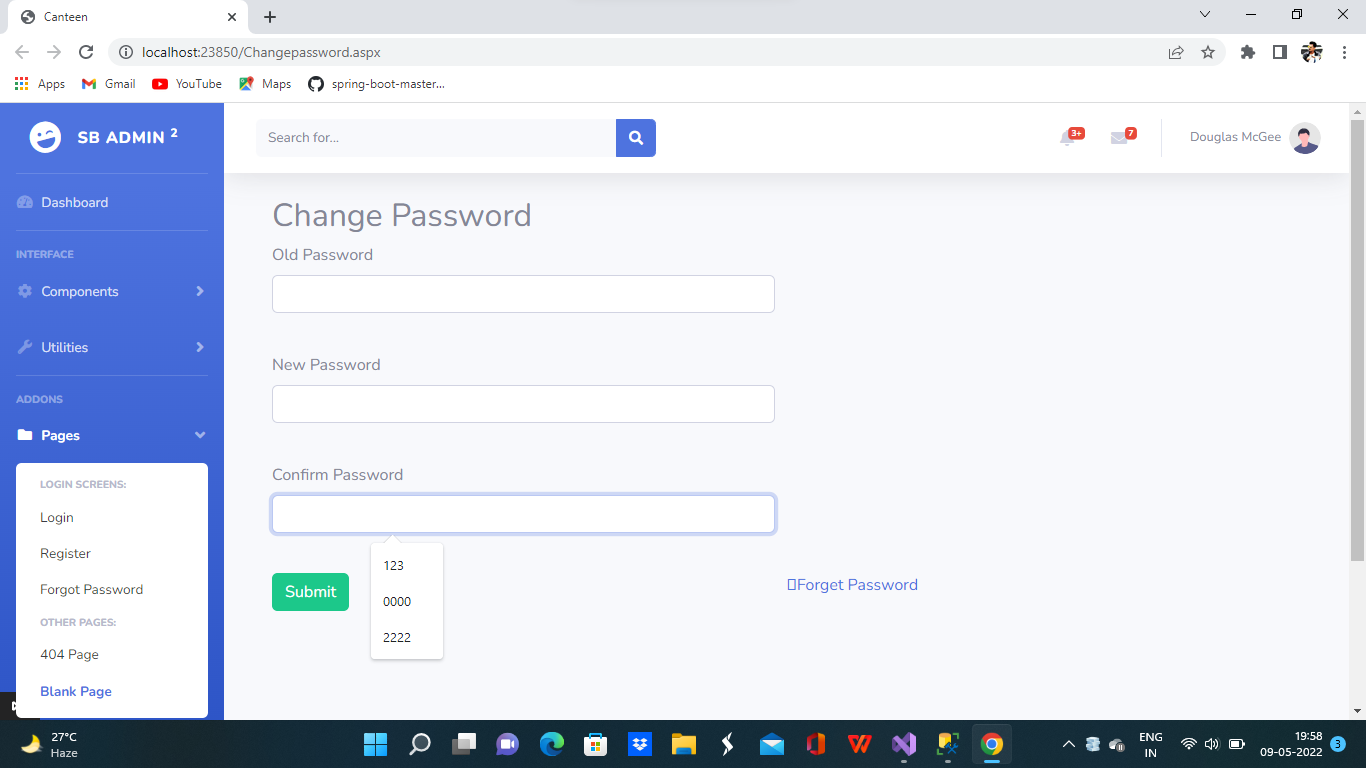 Canteen
localhost:23850/Changepassword.aspx
Apps Gmail YouTube Maps spring-boot-master...
SB ADMIN 2
Search for...
3+ 7 Douglas McGee
Dashboard
INTERFACE
Components
Utilities
ADDONS
Pages
LOGIN SCREENS:
Login
Register
Forgot Password
OTHER PAGES:
404 Page
Blank Page
Change Password
Old Password
New Password
Confirm Password
123
0000
2222
Submit
Forget Password
27°C
Haze
ENG
IN
19:58
09-05-2022
3